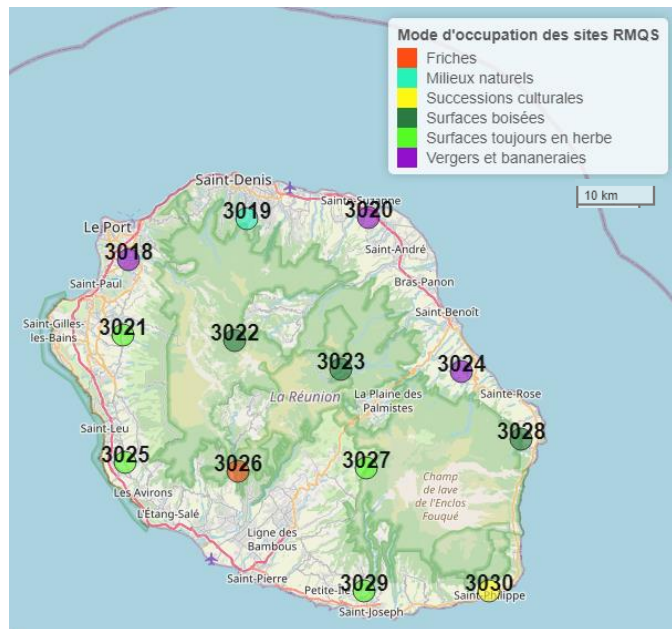 Mode d'occupation des sites RMQS
Friches
Milieux naturels
Successions culturales
Surfaces boisées
Surfaces toujours en herbe
Vergers et bananeraies
10 km
Saint-Denis
Sainte-Suzanne
3019
3020
Le Port
Saint-André
3018
Saint-Paul
Bras-Panon
Saint-Benoît
Saint-Gilles-
les-Bains
3021
3022
3023
3024
La Réunion
La Plaine des
Palmistes
Sainte-Rose
Saint-Leu
3028
3025
3026
3027
Les Avirons
Champ
de lave
de l'Enclos
Fouqué
L'Étang-Salé
Ligne des
Bambous
Saint-Pierre
Petite-Île
3029
3030
Saint-Philippe
Saint-Joseph